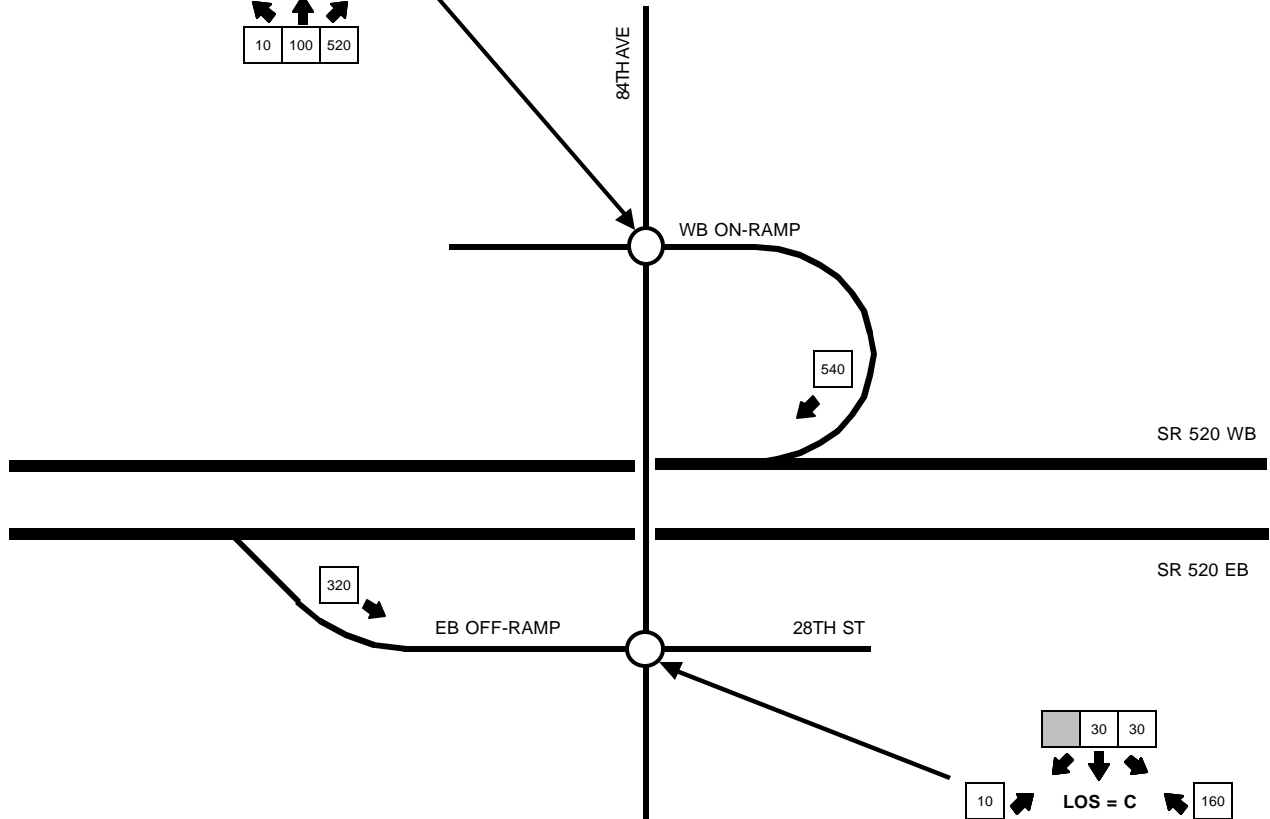 10 100 520
84TH AVE
WB ON-RAMP
540
SR 520 WB
SR 520 EB
320
EB OFF-RAMP
28TH ST
30 30
10 LOS = C 160